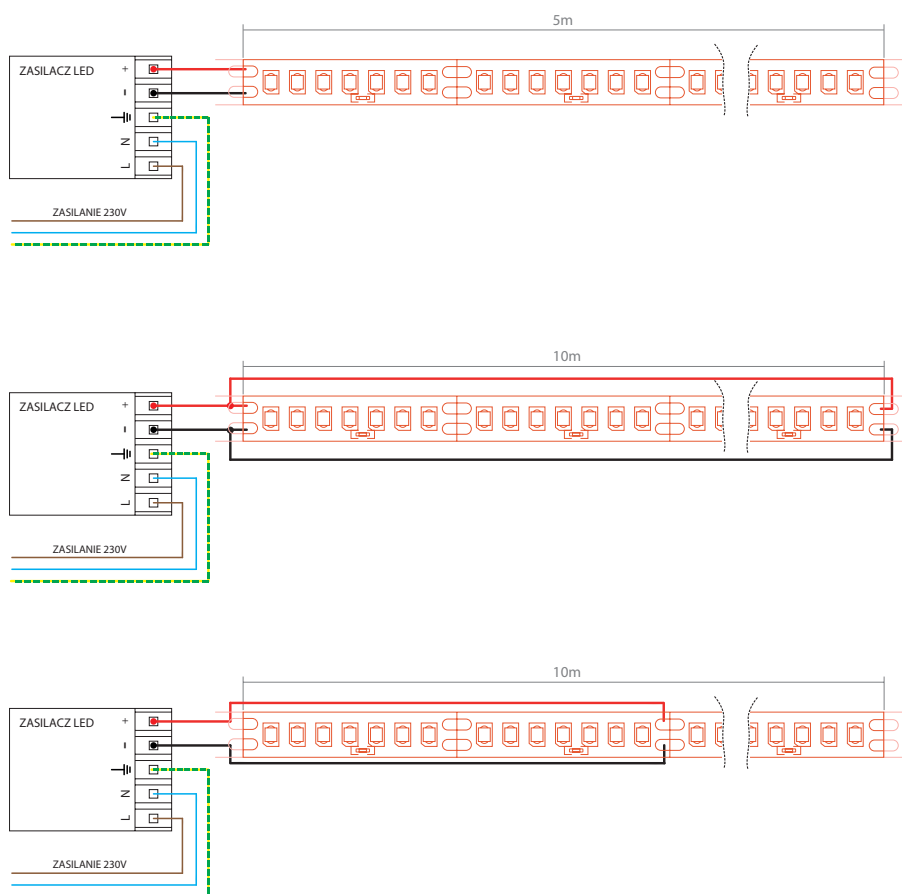 5m
ZASILACZ LED
+
-
N
L
ZASILANIE 230V
10m
ZASILACZ LED
+
-
N
L
ZASILANIE 230V
10m
ZASILACZ LED
+
-
N
L
ZASILANIE 230V